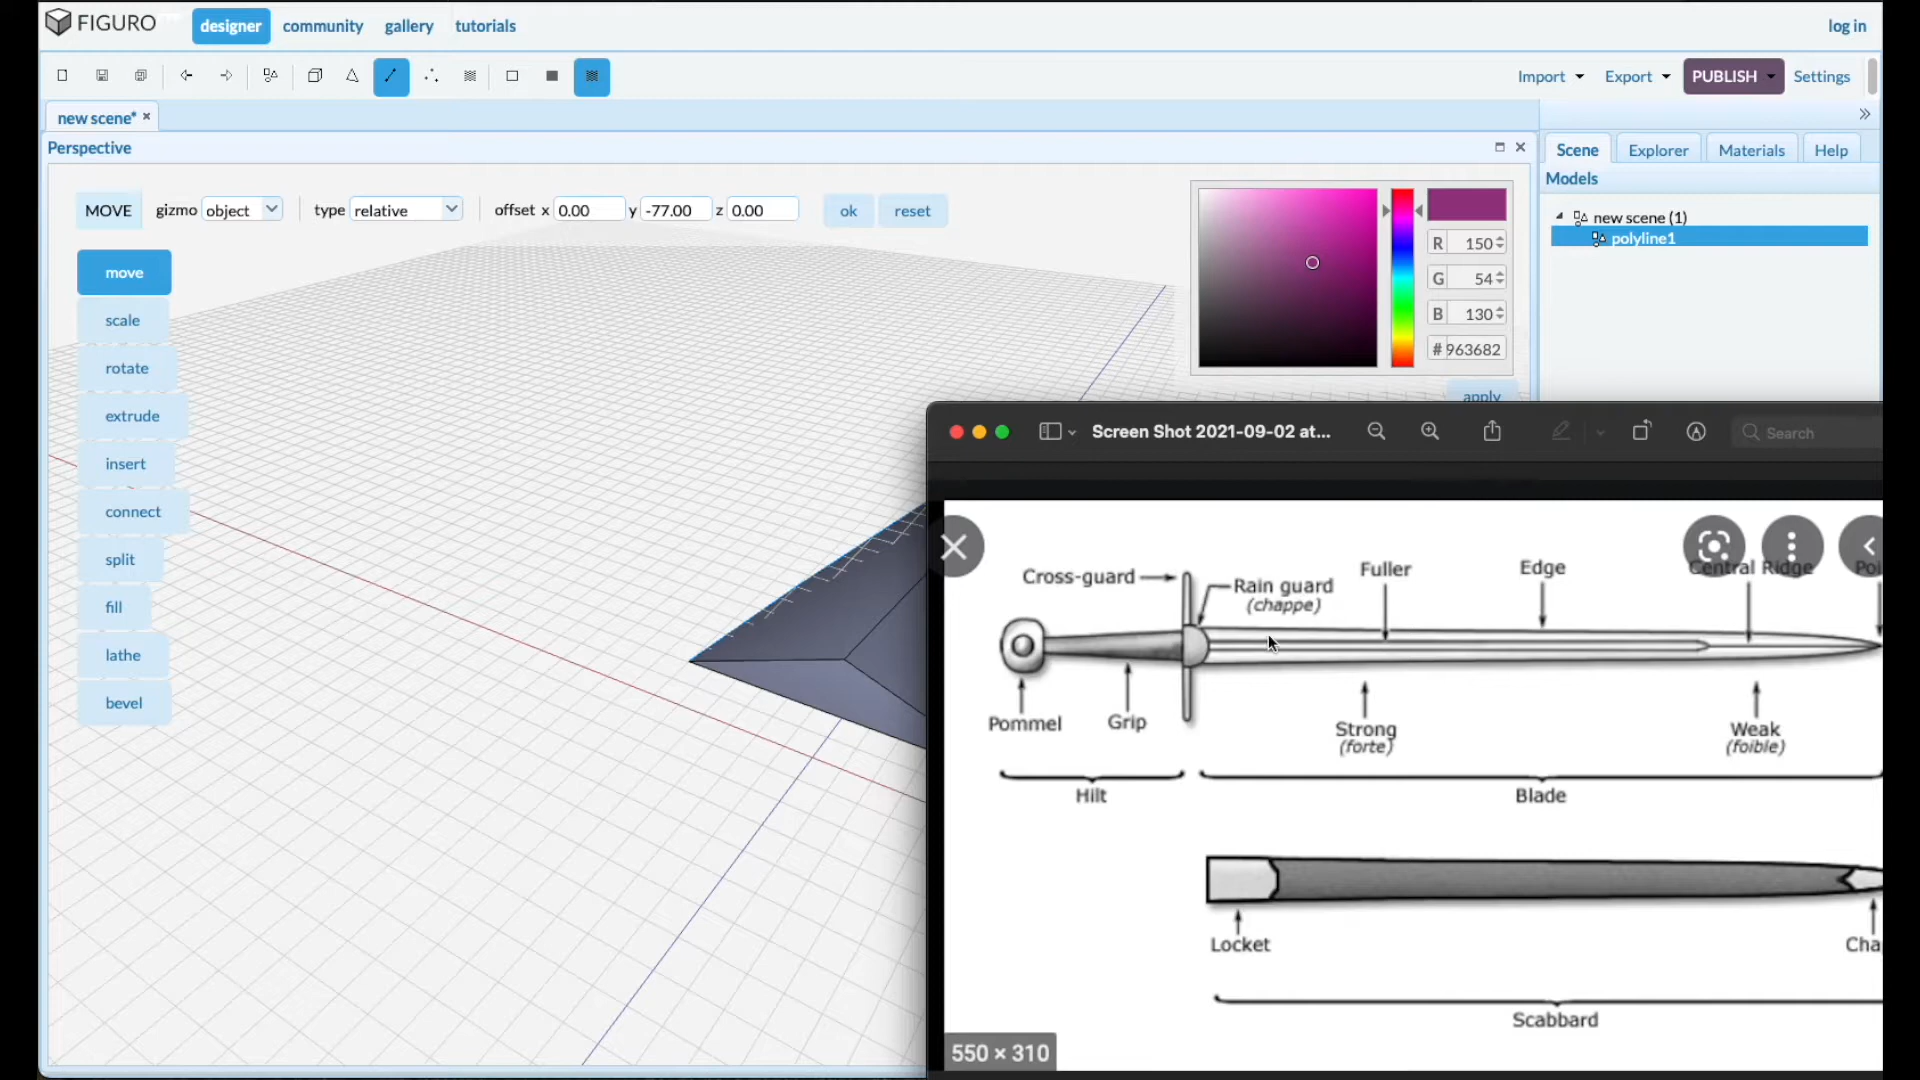 FIGURO
designer
community
gallery
tutorials
log in
Import
Export
PUBLISH
Settings
new scene*
Perspective
Scene
Explorer
Materials
Help
Models
MOVE
gizmo
object
type
relative
offset x
0.00
y
-77.00
z
0.00
ok
reset
new scene (1)
polyline1
R
150
G
54
B
130
#
963682
apply
move
scale
rotate
extrude
insert
connect
split
fill
lathe
bevel
Screen Shot 2021-09-02 at...
Search
Cross-guard
Rain guard
(chappe)
Fuller
Edge
Central Ridge
Pommel
Grip
Strong
(forte)
Weak
(foible)
Hilt
Blade
Locket
Scabbard
550 × 310